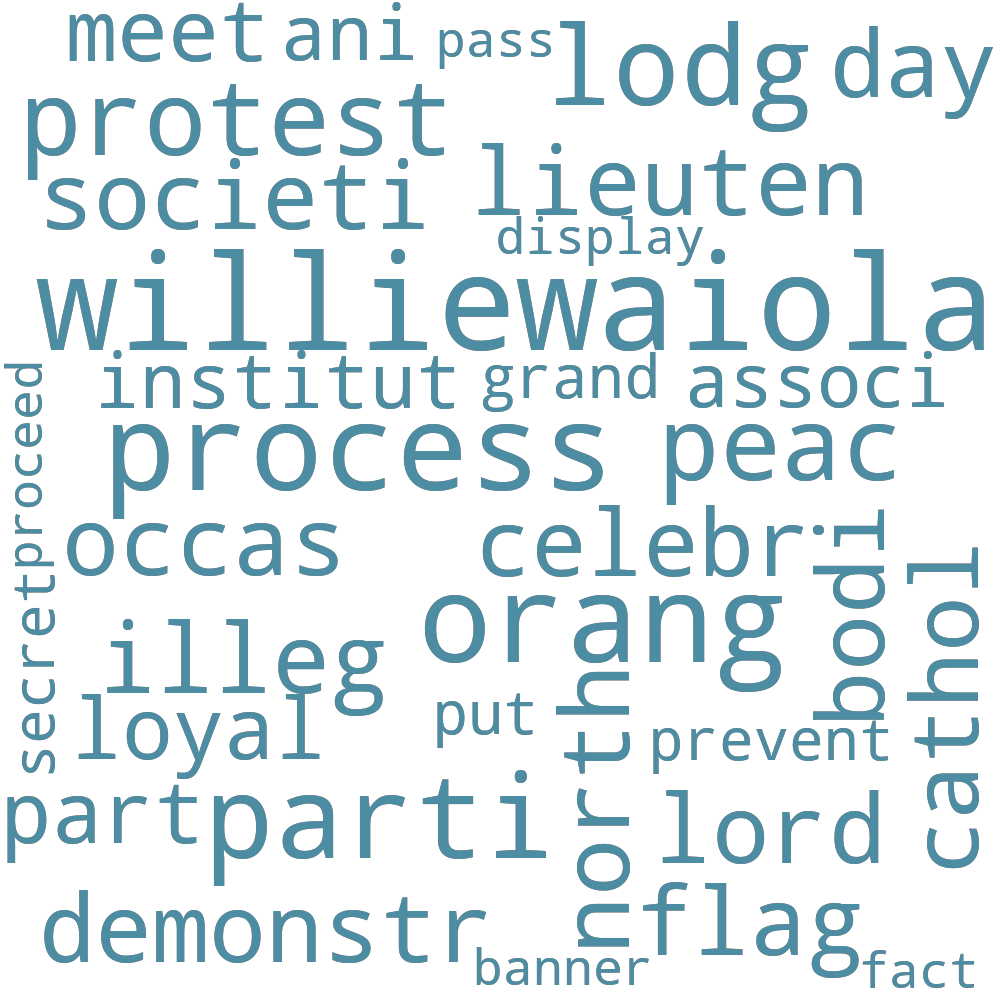 meet ani pass lodg day
protest
societi lieuten
display
williewaiola
institut grand associ
process peac
proceed
occas celebr
bodi
cathol
orang
secret
illeg
north
loyal put prevent
part parti lord
demonstr flag
banner fact